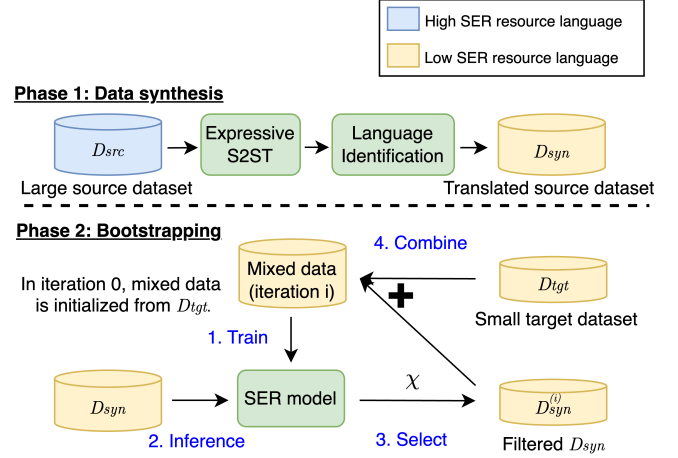 High SER resource language
Low SER resource language
Phase 1: Data synthesis
Dsrc
Expressive
S2ST
Language
Identification
Dsyn
Large source dataset
Translated source dataset
Phase 2: Bootstrapping
4. Combine
In iteration 0, mixed data
is initialized from Dtgt.
Mixed data
(iteration i)
Dtgt
Small target dataset
1. Train
Dsyn
SER model
χ
D(i)syn
2. Inference
3. Select
Filtered Dsyn